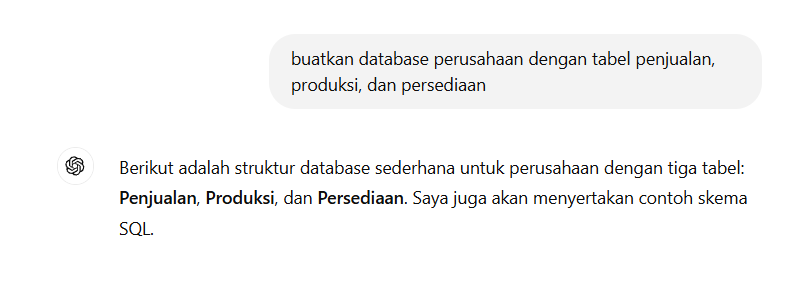 buatkan database perusahaan dengan tabel penjualan,
produksi, dan persediaan
Berikut adalah struktur database sederhana untuk perusahaan dengan tiga tabel:
Penjualan, Produksi, dan Persediaan. Saya juga akan menyertakan contoh skema
SQL.